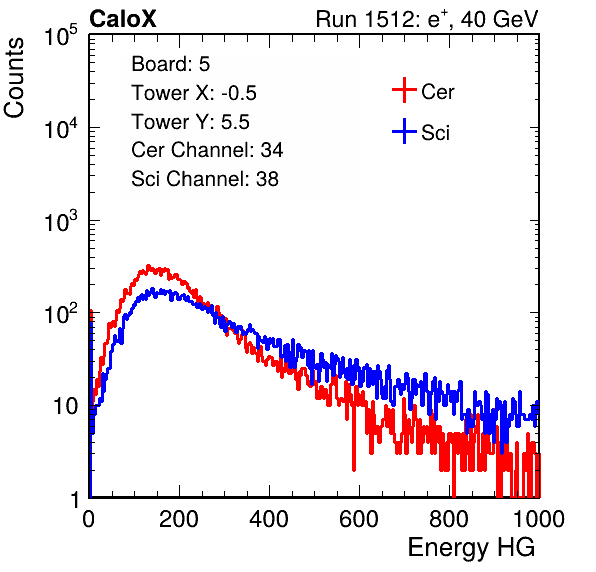 CaloX Run 1512: e⁺, 40 GeV
Counts
10⁵
10⁴
10³
10²
10
1
Board: 5
Tower X: -0.5
Tower Y: 5.5
Cer Channel: 34
Sci Channel: 38
Cer
Sci
0 200 400 600 800 1000
Energy HG